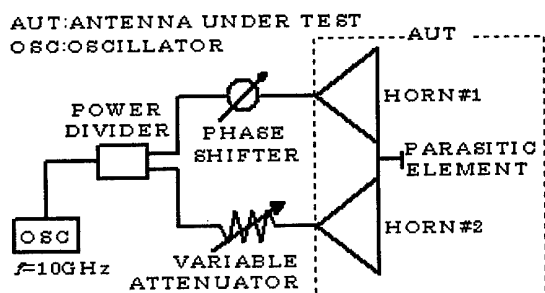 AUT:ANTENNA UNDER TEST
OSC:OSCILLATOR
AUT
POWER
DIVIDER
PHASE
SHIFTER
HORN#1
PARASITIC
ELEMENT
HORN#2
OSC
f=10GHz
VARIABLE
ATTENUATOR